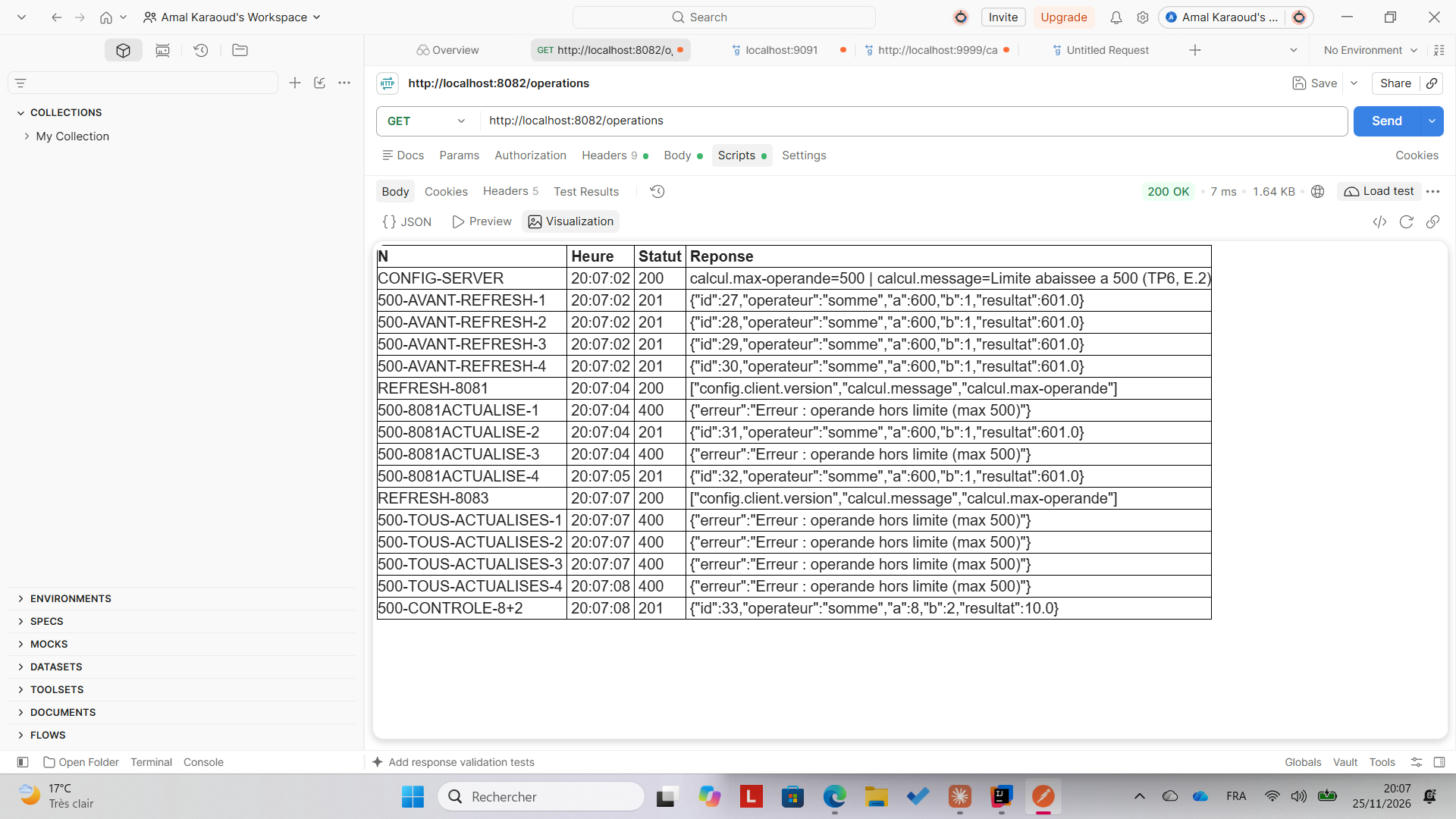 Amal Karaoud's Workspace
Search
Invite
Upgrade
Amal Karaoud's ...
Overview
GET http://localhost:8082/o
localhost:9091
http://localhost:9999/ca
Untitled Request
No Environment
COLLECTIONS
My Collection
ENVIRONMENTS
SPECS
MOCKS
DATASETS
TOOLSETS
DOCUMENTS
FLOWS
HTTP http://localhost:8082/operations
Save
Share
GET http://localhost:8082/operations
Send
Docs Params Authorization Headers 9 Body Scripts Settings
Cookies
Body Cookies Headers 5 Test Results
200 OK 7 ms 1.64 KB Load test
{} JSON Preview Visualization
N Heure Statut Reponse
CONFIG-SERVER 20:07:02 200 calcul.max-operande=500 | calcul.message=Limite abaissee a 500 (TP6, E.2)
500-AVANT-REFRESH-1 20:07:02 201 {"id":27,"operateur":"somme","a":600,"b":1,"resultat":601.0}
500-AVANT-REFRESH-2 20:07:02 201 {"id":28,"operateur":"somme","a":600,"b":1,"resultat":601.0}
500-AVANT-REFRESH-3 20:07:02 201 {"id":29,"operateur":"somme","a":600,"b":1,"resultat":601.0}
500-AVANT-REFRESH-4 20:07:02 201 {"id":30,"operateur":"somme","a":600,"b":1,"resultat":601.0}
REFRESH-8081 20:07:04 200 ["config.client.version","calcul.message","calcul.max-operande"]
500-8081ACTUALISE-1 20:07:04 400 {"erreur":"Erreur : operande hors limite (max 500)"}
500-8081ACTUALISE-2 20:07:04 201 {"id":31,"operateur":"somme","a":600,"b":1,"resultat":601.0}
500-8081ACTUALISE-3 20:07:04 400 {"erreur":"Erreur : operande hors limite (max 500)"}
500-8081ACTUALISE-4 20:07:05 201 {"id":32,"operateur":"somme","a":600,"b":1,"resultat":601.0}
REFRESH-8083 20:07:07 200 ["config.client.version","calcul.message","calcul.max-operande"]
500-TOUS-ACTUALISES-1 20:07:07 400 {"erreur":"Erreur : operande hors limite (max 500)"}
500-TOUS-ACTUALISES-2 20:07:07 400 {"erreur":"Erreur : operande hors limite (max 500)"}
500-TOUS-ACTUALISES-3 20:07:07 400 {"erreur":"Erreur : operande hors limite (max 500)"}
500-TOUS-ACTUALISES-4 20:07:08 400 {"erreur":"Erreur : operande hors limite (max 500)"}
500-CONTROLE-8+2 20:07:08 201 {"id":33,"operateur":"somme","a":8,"b":2,"resultat":10.0}
Open Folder Terminal Console
Add response validation tests
Globals Vault Tools
17°C
Très clair
Rechercher
FRA
20:07
25/11/2026